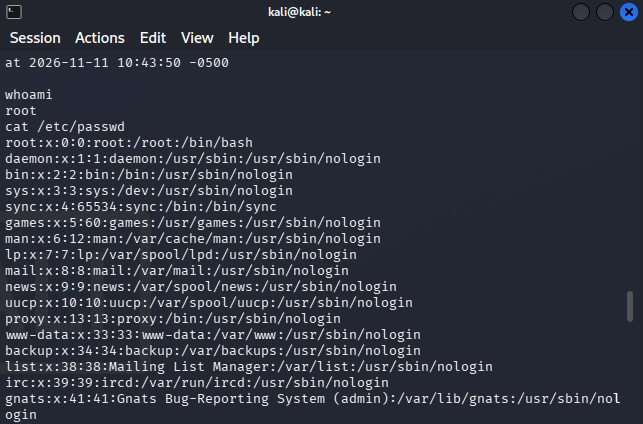 kali@kali: ~
Session Actions Edit View Help
at 2026-11-11 10:43:50 -0500
whoami
root
cat /etc/passwd
root:x:0:0:root:/root:/bin/bash
daemon:x:1:1:daemon:/usr/sbin:/usr/sbin/nologin
bin:x:2:2:bin:/bin:/usr/sbin/nologin
sys:x:3:3:sys:/dev:/usr/sbin/nologin
sync:x:4:65534:sync:/bin:/bin/sync
games:x:5:60:games:/usr/games:/usr/sbin/nologin
man:x:6:12:man:/var/cache/man:/usr/sbin/nologin
lp:x:7:7:lp:/var/spool/lpd:/usr/sbin/nologin
mail:x:8:8:mail:/var/mail:/usr/sbin/nologin
news:x:9:9:news:/var/spool/news:/usr/sbin/nologin
uucp:x:10:10:uucp:/var/spool/uucp:/usr/sbin/nologin
proxy:x:13:13:proxy:/bin:/usr/sbin/nologin
www-data:x:33:33:www-data:/var/www:/usr/sbin/nologin
backup:x:34:34:backup:/var/backups:/usr/sbin/nologin
list:x:38:38:Mailing List Manager:/var/list:/usr/sbin/nologin
irc:x:39:39:ircd:/var/run/ircd:/usr/sbin/nologin
gnats:x:41:41:Gnats Bug-Reporting System (admin):/var/lib/gnats:/usr/sbin/nol
ogin